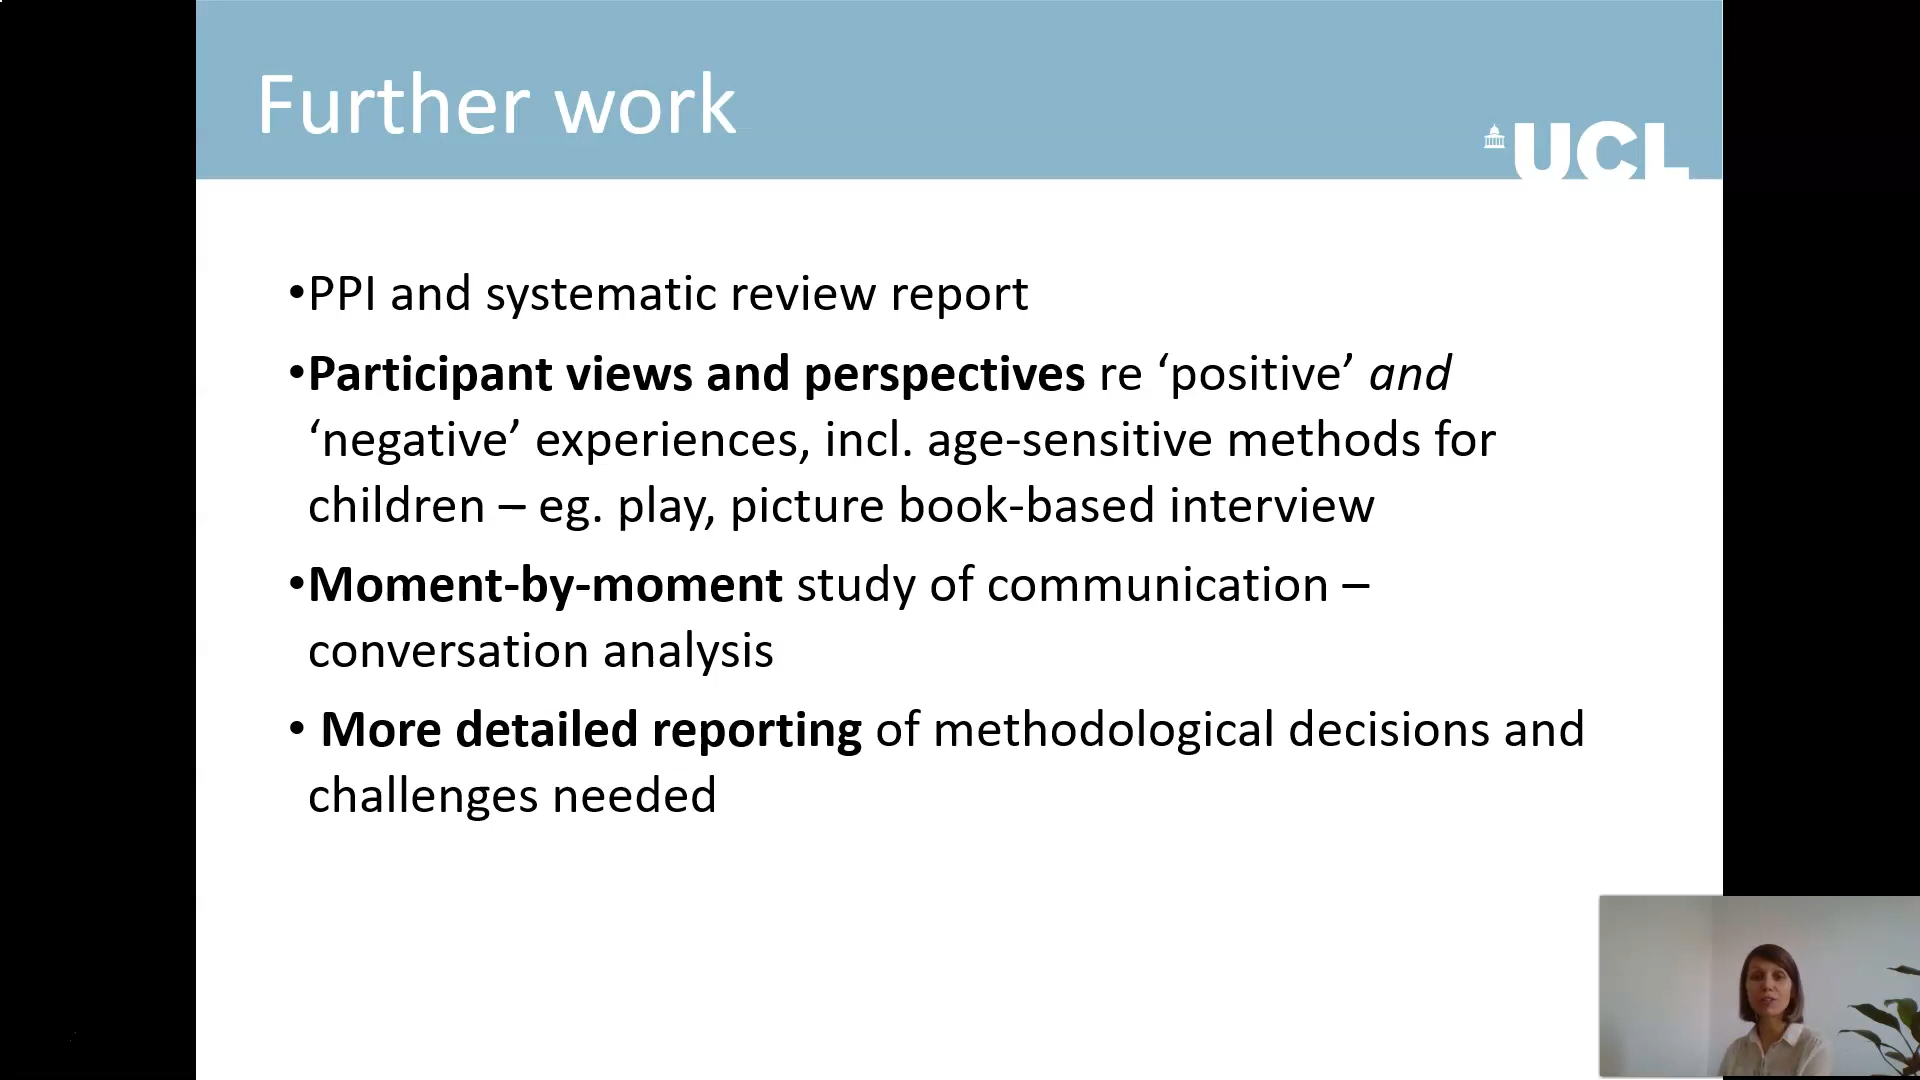 Further work
UCL
•PPI and systematic review report
•Participant views and perspectives re ‘positive’ and
‘negative’ experiences, incl. age-sensitive methods for
children – eg. play, picture book-based interview
•Moment-by-moment study of communication –
conversation analysis
• More detailed reporting of methodological decisions and
challenges needed